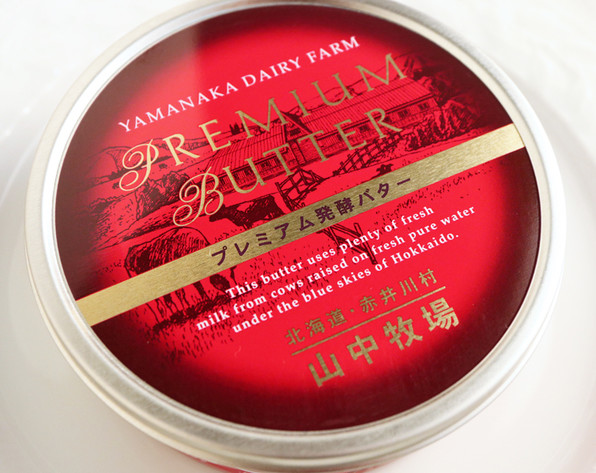 YAMANAKA DAIRY FARM
PREMIUM
BUTTER
プレミアム発酵バター
This butter uses plenty of fresh
milk from cows raised on fresh pure water
under the blue skies of Hokkaido.
北海道・赤井川村
山中牧場